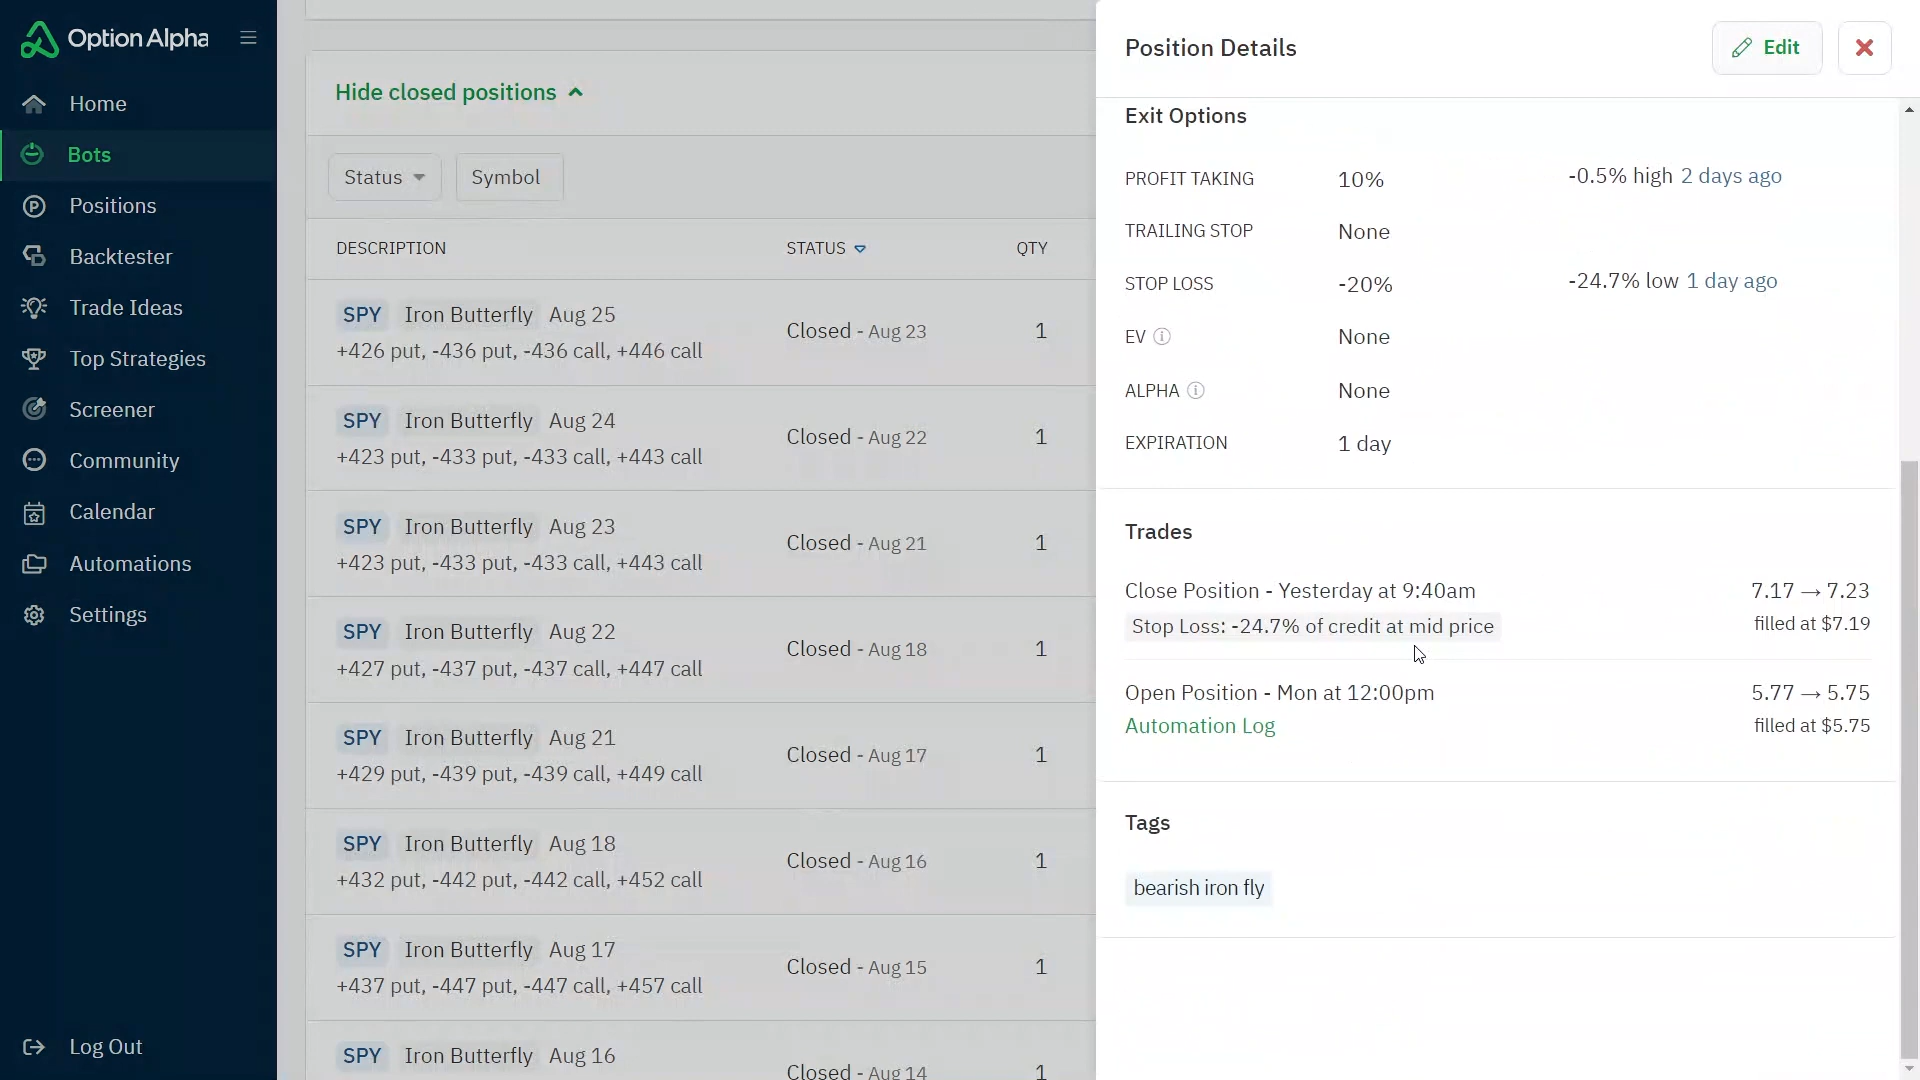 Option Alpha
Home
Bots
Positions
Backtester
Trade Ideas
Top Strategies
Screener
Community
Calendar
Automations
Settings
Log Out
Hide closed positions
Status
Symbol
DESCRIPTION STATUS QTY
SPY Iron Butterfly Aug 25
+426 put, -436 put, -436 call, +446 call
Closed - Aug 23 1
SPY Iron Butterfly Aug 24
+423 put, -433 put, -433 call, +443 call
Closed - Aug 22 1
SPY Iron Butterfly Aug 23
+423 put, -433 put, -433 call, +443 call
Closed - Aug 21 1
SPY Iron Butterfly Aug 22
+427 put, -437 put, -437 call, +447 call
Closed - Aug 18 1
SPY Iron Butterfly Aug 21
+429 put, -439 put, -439 call, +449 call
Closed - Aug 17 1
SPY Iron Butterfly Aug 18
+432 put, -442 put, -442 call, +452 call
Closed - Aug 16 1
SPY Iron Butterfly Aug 17
+437 put, -447 put, -447 call, +457 call
Closed - Aug 15 1
SPY Iron Butterfly Aug 16
Closed - Aug 14 1
Position Details
Edit
Exit Options
PROFIT TAKING 10% -0.5% high 2 days ago
TRAILING STOP None
STOP LOSS -20% -24.7% low 1 day ago
EV None
ALPHA None
EXPIRATION 1 day
Trades
Close Position - Yesterday at 9:40am 7.17 → 7.23
Stop Loss: -24.7% of credit at mid price filled at $7.19
Open Position - Mon at 12:00pm 5.77 → 5.75
Automation Log filled at $5.75
Tags
bearish iron fly